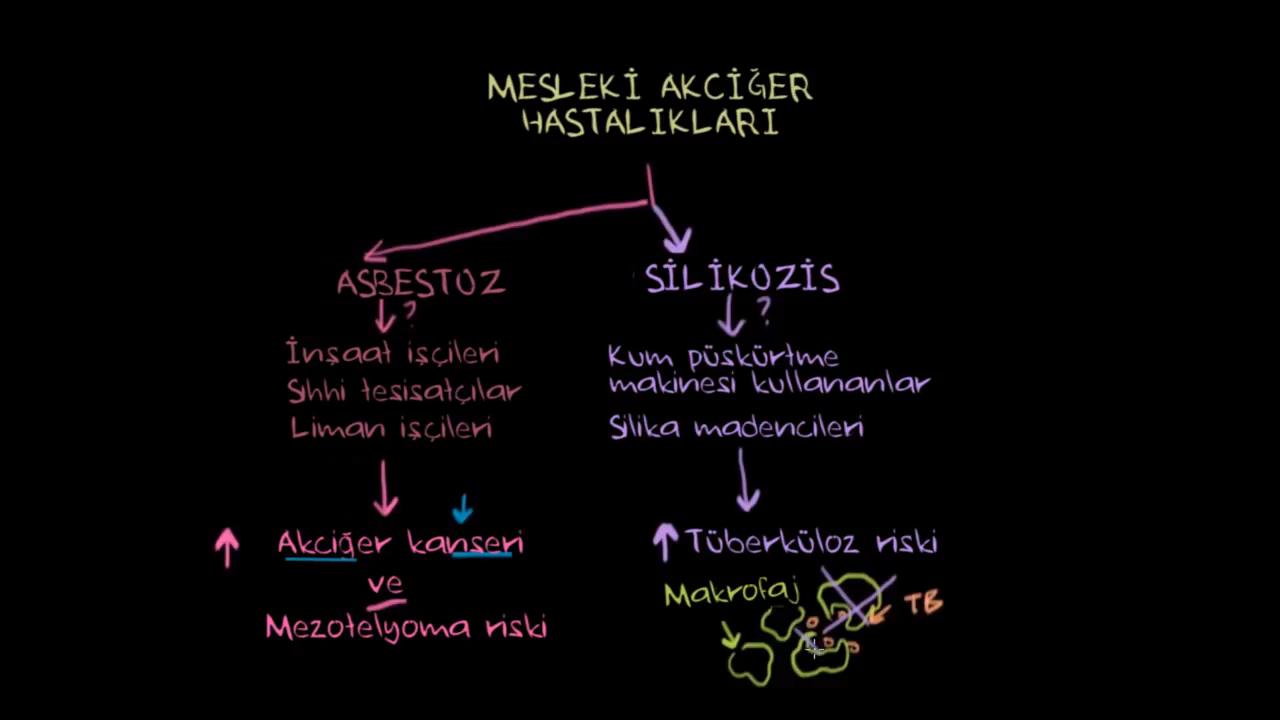 MESLEKİ AKCİĞER
HASTALIKLARI
ASBESTOZ
?
İnşaat işçileri
Sıhhi tesisatçılar
Liman işçileri
Akciğer kanseri
ve
Mezotelyoma riski
SİLİKOZİS
?
Kum püskürtme
makinesi kullananlar
Silika madencileri
Tüberküloz riski
Makrofaj
TB